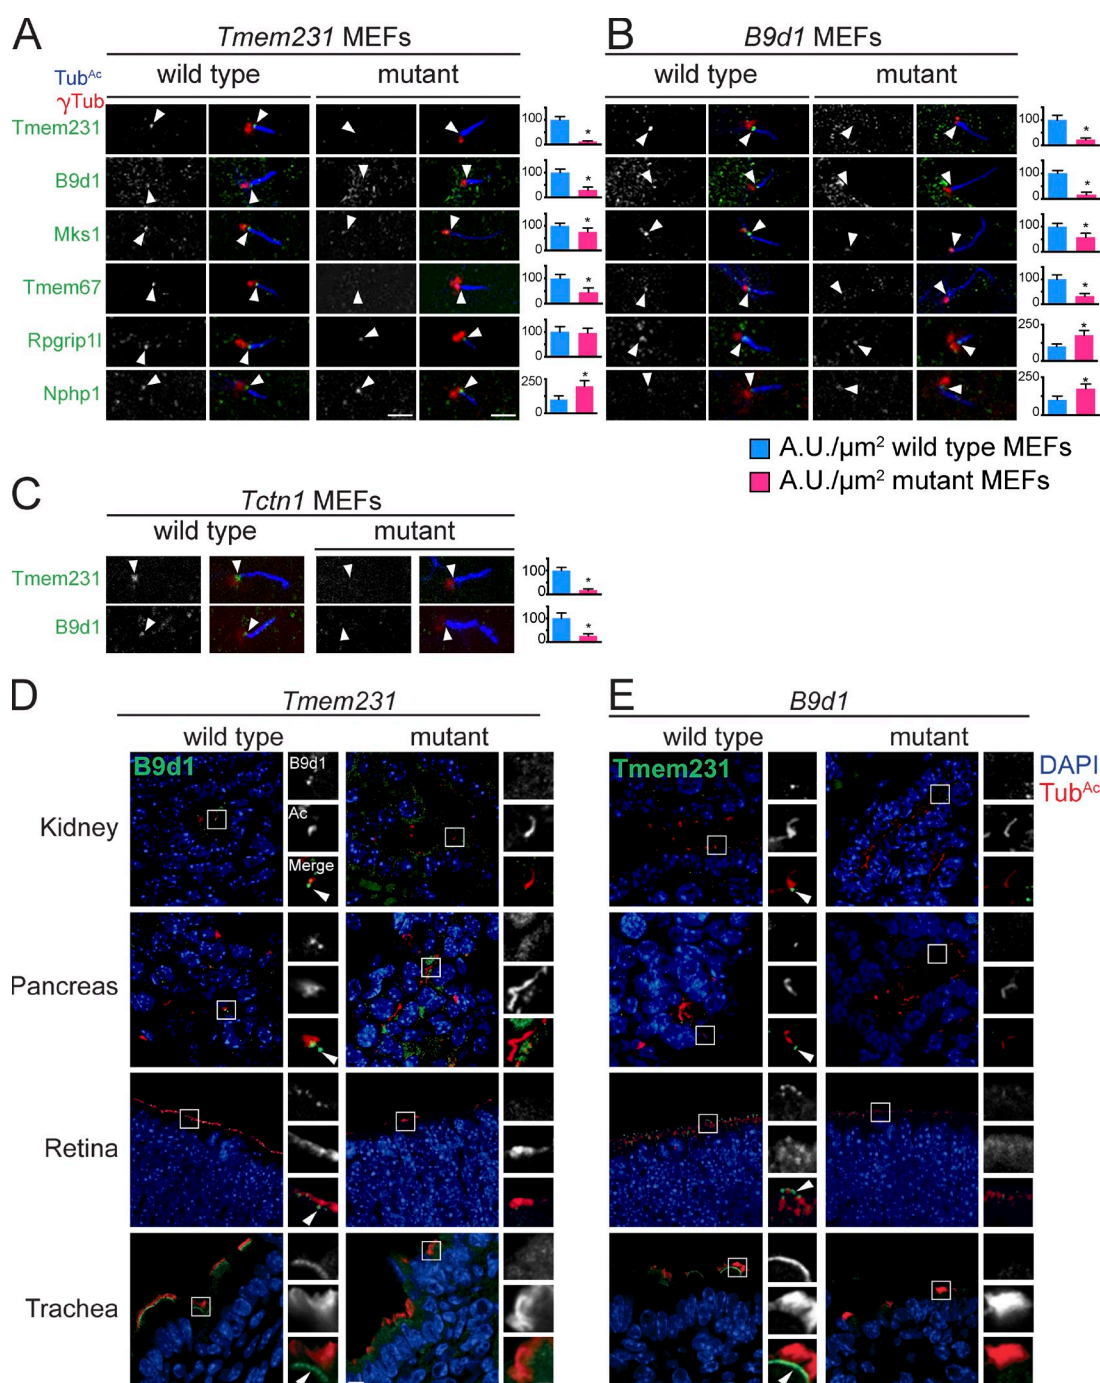 A
Tmem231 MEFs
wild type
mutant
Tub^Ac
γTub
Tmem231
100
0
*
B9d1
100
0
*
Mks1
100
0
*
Tmem67
100
0
*
Rpgrip1l
100
0
Nphp1
250
0
*
B
B9d1 MEFs
wild type
mutant
100
0
*
100
0
*
100
0
*
100
0
*
250
0
*
250
0
*
A.U./μm² wild type MEFs
A.U./μm² mutant MEFs
C
Tctn1 MEFs
wild type
mutant
Tmem231
100
0
*
B9d1
100
0
*
D
Tmem231
wild type
mutant
B9d1
B9d1
Ac
Merge
Kidney
Pancreas
Retina
Trachea
E
B9d1
wild type
mutant
Tmem231
DAPI
Tub^Ac